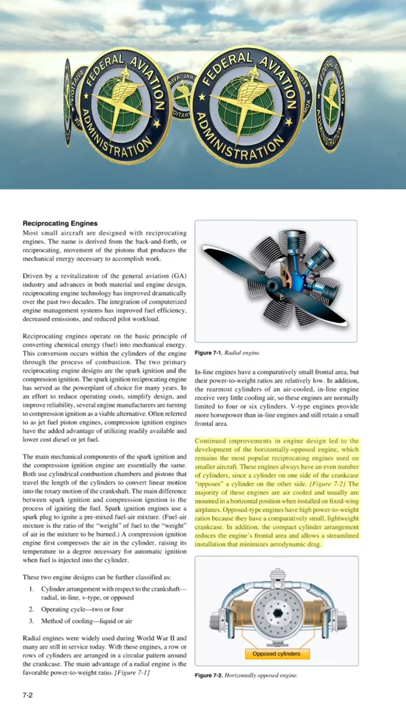 FEDERAL AVIATION
ADMINISTRATION
FEDERAL AVIATION
ADMINISTRATION
Reciprocating Engines
Most small aircraft are designed with reciprocating
engines. The name is derived from the back-and-forth, or
reciprocating, movement of the pistons that produces the
mechanical energy necessary to accomplish work.
Driven by a revitalization of the general aviation (GA)
industry and advances in both material and engine design,
reciprocating engine technology has improved dramatically
over the past two decades. The integration of computerized
engine management systems has improved fuel efficiency,
decreased emissions, and reduced pilot workload.
Reciprocating engines operate on the basic principle of
converting chemical energy (fuel) into mechanical energy.
This conversion occurs within the cylinders of the engine
through the process of combustion. The two primary
reciprocating engine designs are the spark ignition and the
compression ignition. The spark ignition reciprocating engine
has served as the powerplant of choice for many years. In
an effort to reduce operating costs, simplify design, and
improve reliability, several engine manufacturers are turning
to compression ignition as a viable alternative. Often referred
to as jet fuel piston engines, compression ignition engines
have the added advantage of utilizing readily available and
lower cost diesel or jet fuel.
The main mechanical components of the spark ignition and
the compression ignition engine are essentially the same.
Both use cylindrical combustion chambers and pistons that
travel the length of the cylinders to convert linear motion
into the rotary motion of the crankshaft. The main difference
between spark ignition and compression ignition is the
process of igniting the fuel. Spark ignition engines use a
spark plug to ignite a pre-mixed fuel-air mixture. (Fuel-air
mixture is the ratio of the "weight" of fuel to the "weight"
of air in the mixture to be burned.) A compression ignition
engine first compresses the air in the cylinder, raising its
temperature to a degree necessary for automatic ignition
when fuel is injected into the cylinder.
These two engine designs can be further classified as:
1. Cylinder arrangement with respect to the crankshaft—
radial, in-line, v-type, or opposed
2. Operating cycle—two or four
3. Method of cooling—liquid or air
Radial engines were widely used during World War II and
many are still in service today. With these engines, a row or
rows of cylinders are arranged in a circular pattern around
the crankcase. The main advantage of a radial engine is the
favorable power-to-weight ratio. [Figure 7-1]
Figure 7-1. Radial engine.
In-line engines have a comparatively small frontal area, but
their power-to-weight ratios are relatively low. In addition,
the rearmost cylinders of an air-cooled, in-line engine
receive very little cooling air, so these engines are normally
limited to four or six cylinders. V-type engines provide
more horsepower than in-line engines and still retain a small
frontal area.
Continued improvements in engine design led to the
development of the horizontally-opposed engine, which
remains the most popular reciprocating engines used on
smaller aircraft. These engines always have an even number
of cylinders, since a cylinder on one side of the crankcase
"opposes" a cylinder on the other side. [Figure 7-2] The
majority of these engines are air cooled and usually are
mounted in a horizontal position when installed on fixed-wing
airplanes. Opposed-type engines have high power-to-weight
ratios because they have a comparatively small, lightweight
crankcase. In addition, the compact cylinder arrangement
reduces the engine's frontal area and allows a streamlined
installation that minimizes aerodynamic drag.
Opposed cylinders
Figure 7-2. Horizontally opposed engine.
7-2